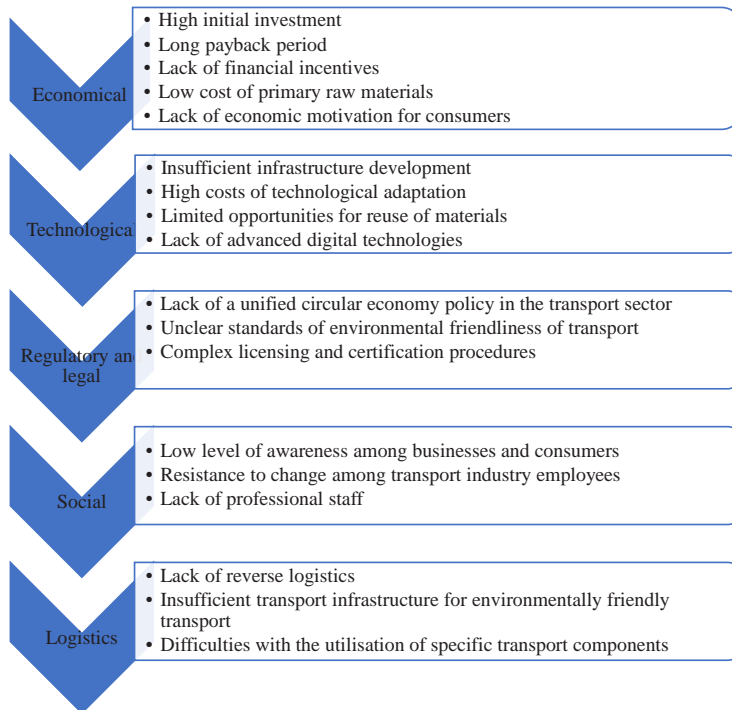 Economical
• High initial investment
• Long payback period
• Lack of financial incentives
• Low cost of primary raw materials
• Lack of economic motivation for consumers
Technological
• Insufficient infrastructure development
• High costs of technological adaptation
• Limited opportunities for reuse of materials
• Lack of advanced digital technologies
Regulatory and
legal
• Lack of a unified circular economy policy in the transport sector
• Unclear standards of environmental friendliness of transport
• Complex licensing and certification procedures
Social
• Low level of awareness among businesses and consumers
• Resistance to change among transport industry employees
• Lack of professional staff
Logistics
• Lack of reverse logistics
• Insufficient transport infrastructure for environmentally friendly
transport
• Difficulties with the utilisation of specific transport components